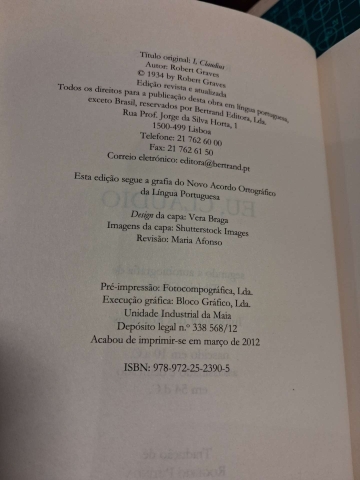 Título original: I, Claudius
Autor: Robert Graves
© 1934 by Robert Graves
Edição revista e atualizada
Todos os direitos para a publicação desta obra em língua portuguesa,
exceto Brasil, reservados por Bertrand Editora, Lda.
Rua Prof. Jorge da Silva Horta, 1
1500-499 Lisboa
Telefone: 21 762 60 00
Fax: 21 762 61 50
Correio eletrónico: editora@bertrand.pt
Esta edição segue a grafia do Novo Acordo Ortográfico
da Língua Portuguesa
Design da capa: Vera Braga
Imagens da capa: Shutterstock Images
Revisão: Maria Afonso
Pré-impressão: Fotocompográfica, Lda.
Execução gráfica: Bloco Gráfico, Lda.
Unidade Industrial da Maia
Depósito legal n.º 338 568/12
Acabou de imprimir-se em março de 2012
ISBN: 978-972-25-2390-5